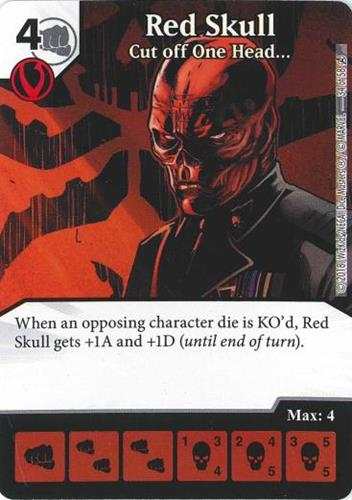 4
Red Skull
Cut off One Head...
When an opposing character die is KO'd, Red
Skull gets +1A and +1D (until end of turn).
Max: 4
1 3 4
2 4 5
3 5 5